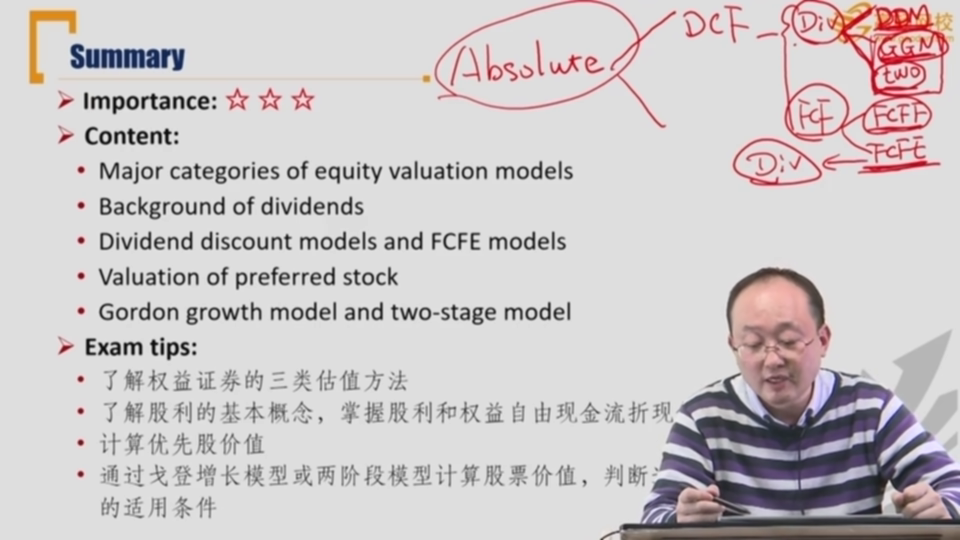 Summary
Importance: ☆ ☆ ☆
Content:
Major categories of equity valuation models
Background of dividends
Dividend discount models and FCFE models
Valuation of preferred stock
Gordon growth model and two-stage model
Exam tips:
了解权益证券的三类估值方法
了解股利的基本概念，掌握股利和权益自由现金流折现
计算优先股价值
通过戈登增长模型或两阶段模型计算股票价值，判断
的适用条件
Absolute
DCF
Div
DDM
GGM
two
FCF
FCFF
FCFE
Div